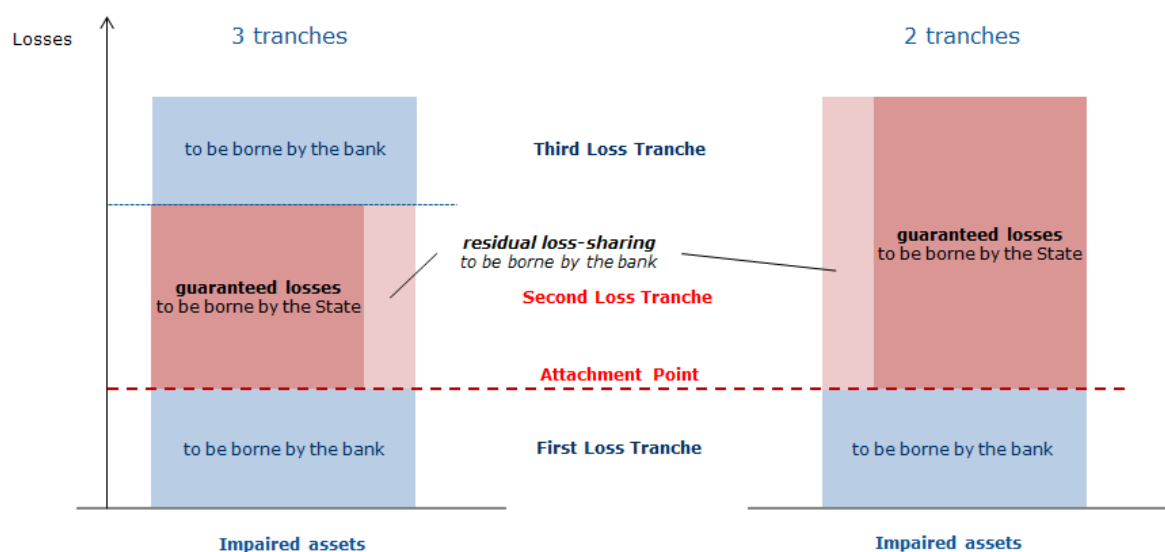 3 tranches
2 tranches
Losses
to be borne by the bank
Third Loss Tranche
residual loss-sharing
to be borne by the bank
guaranteed losses
to be borne by the State
guaranteed losses
to be borne by the State
Second Loss Tranche
Attachment Point
to be borne by the bank
First Loss Tranche
to be borne by the bank
Impaired assets
Impaired assets